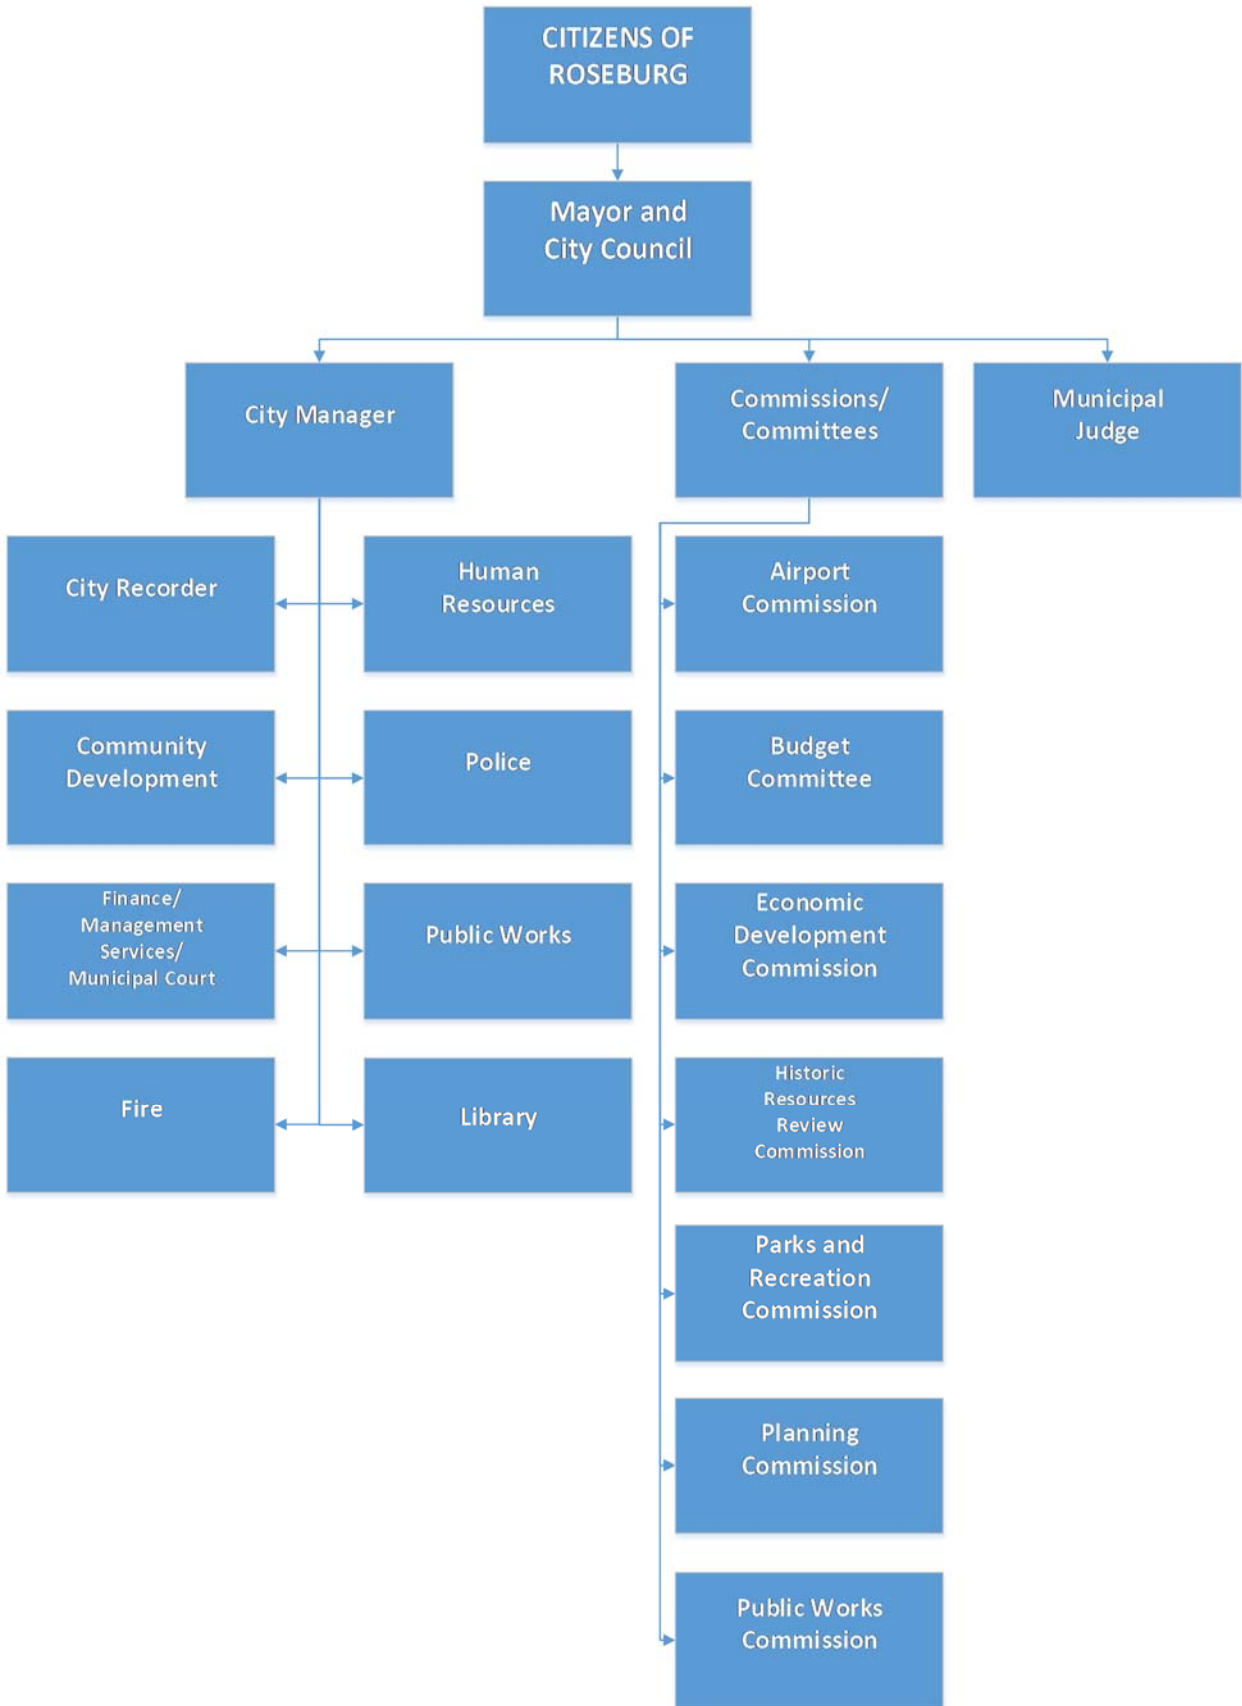 CITIZENS OF
ROSEBURG
Mayor and
City Council
City Manager
Commissions/
Committees
Municipal
Judge
City Recorder
Human
Resources
Airport
Commission
Community
Development
Police
Budget
Committee
Finance/
Management
Services/
Municipal Court
Public Works
Economic
Development
Commission
Fire
Library
Historic
Resources
Review
Commission
Parks and
Recreation
Commission
Planning
Commission
Public Works
Commission